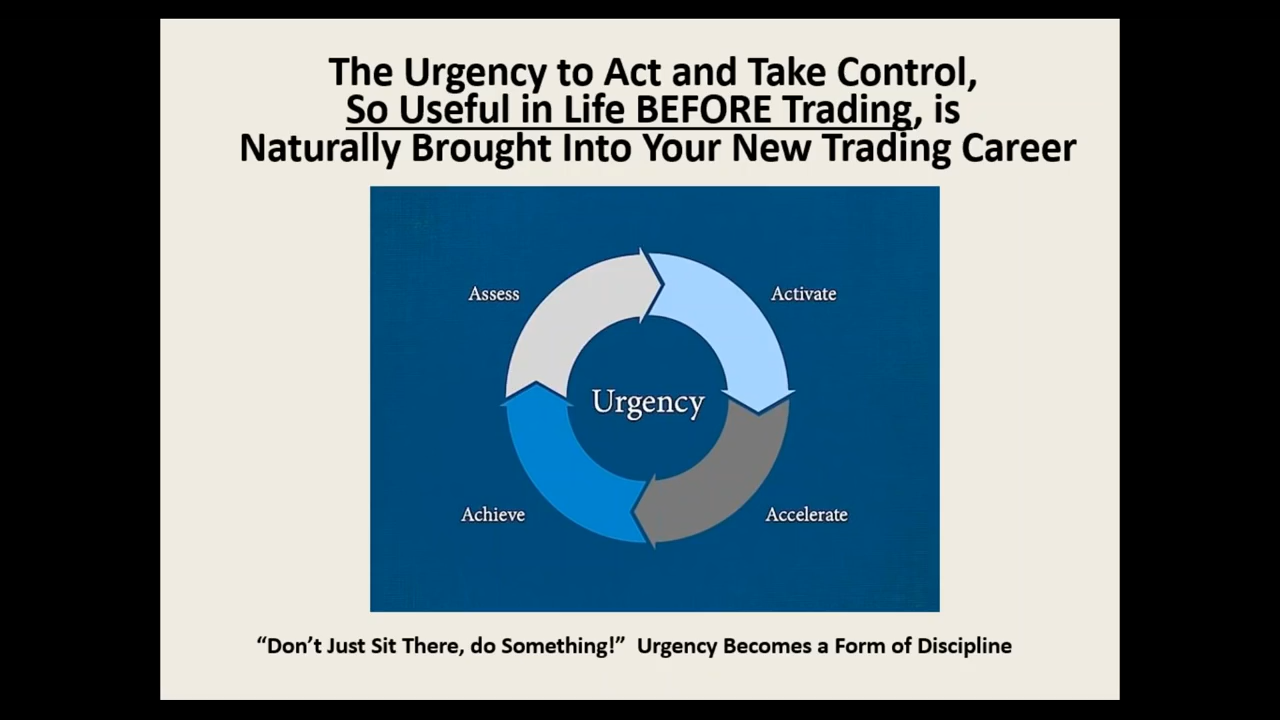 The Urgency to Act and Take Control,
So Useful in Life BEFORE Trading, is
Naturally Brought Into Your New Trading Career
Assess
Activate
Urgency
Achieve
Accelerate
“Don’t Just Sit There, do Something!”  Urgency Becomes a Form of Discipline